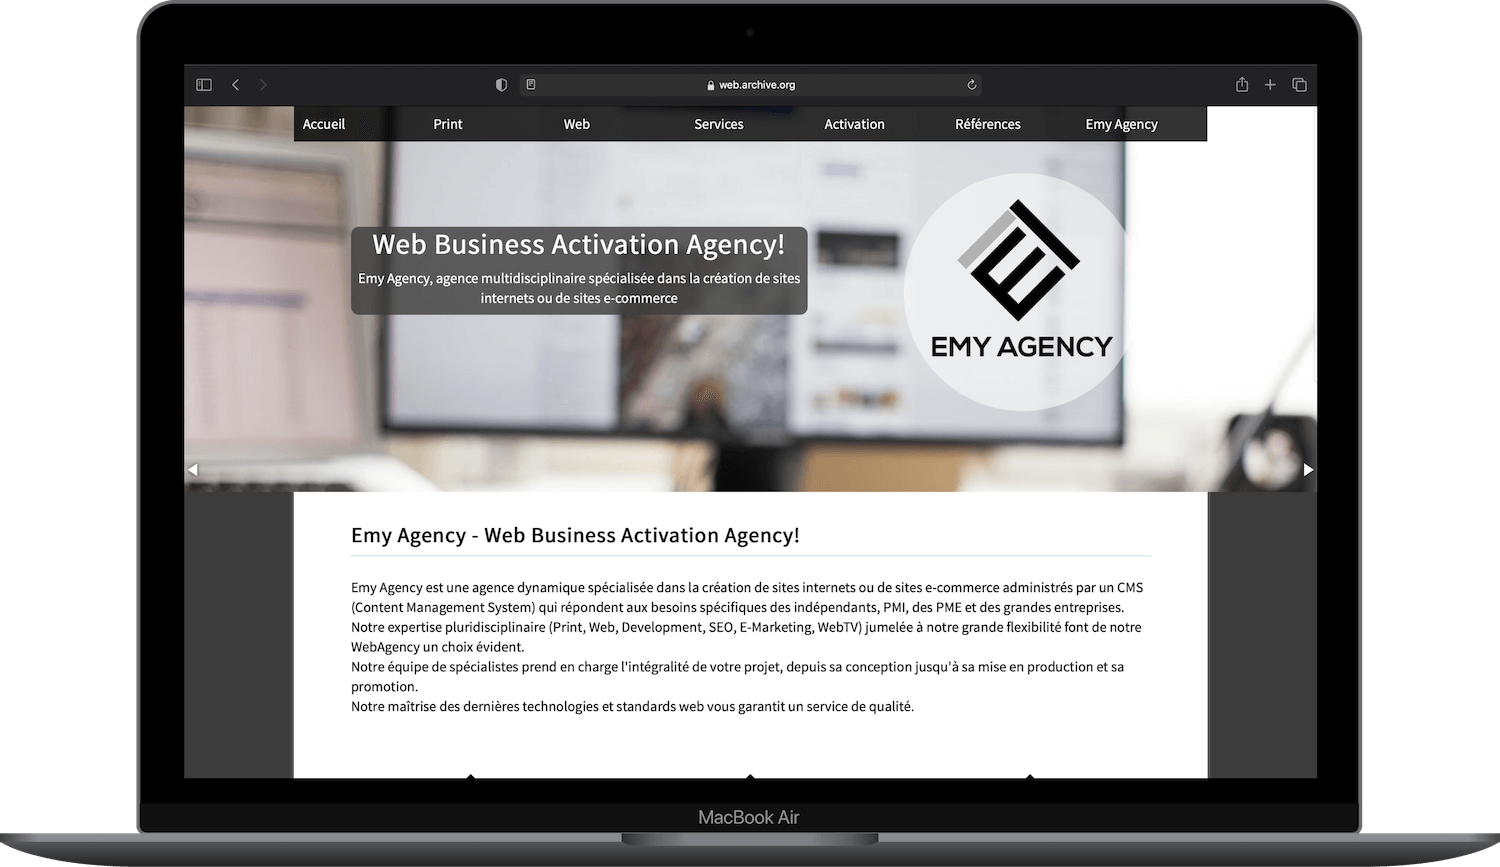 web.archive.org
Accueil Print Web Services Activation Références Emy Agency
Web Business Activation Agency!
Emy Agency, agence multidisciplinaire spécialisée dans la création de sites
internets ou de sites e-commerce
EMY AGENCY
Emy Agency - Web Business Activation Agency!
Emy Agency est une agence dynamique spécialisée dans la création de sites internets ou de sites e-commerce administrés par un CMS
(Content Management System) qui répondent aux besoins spécifiques des indépendants, PMI, des PME et des grandes entreprises.
Notre expertise pluridisciplinaire (Print, Web, Development, SEO, E-Marketing, WebTV) jumelée à notre grande flexibilité font de notre
WebAgency un choix évident.
Notre équipe de spécialistes prend en charge l'intégralité de votre projet, depuis sa conception jusqu'à sa mise en production et sa
promotion.
Notre maîtrise des dernières technologies et standards web vous garantit un service de qualité.
MacBook Air